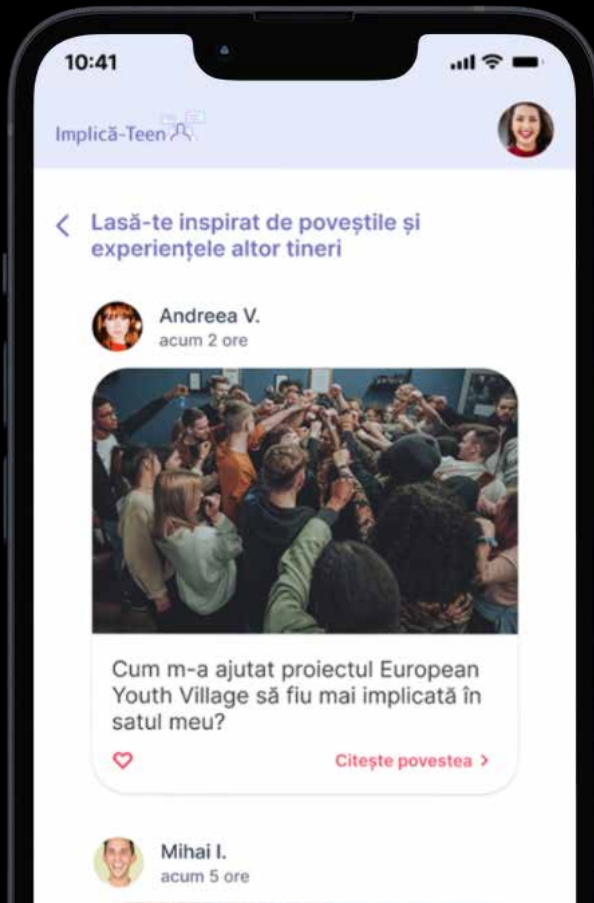 10:41
Implică-Teen
Lasă-te inspirat de poveștile și
experiențele altor tineri
Andreea V.
acum 2 ore
Cum m-a ajutat proiectul European
Youth Village să fiu mai implicată în
satul meu?
Citește povestea
Mihai I.
acum 5 ore